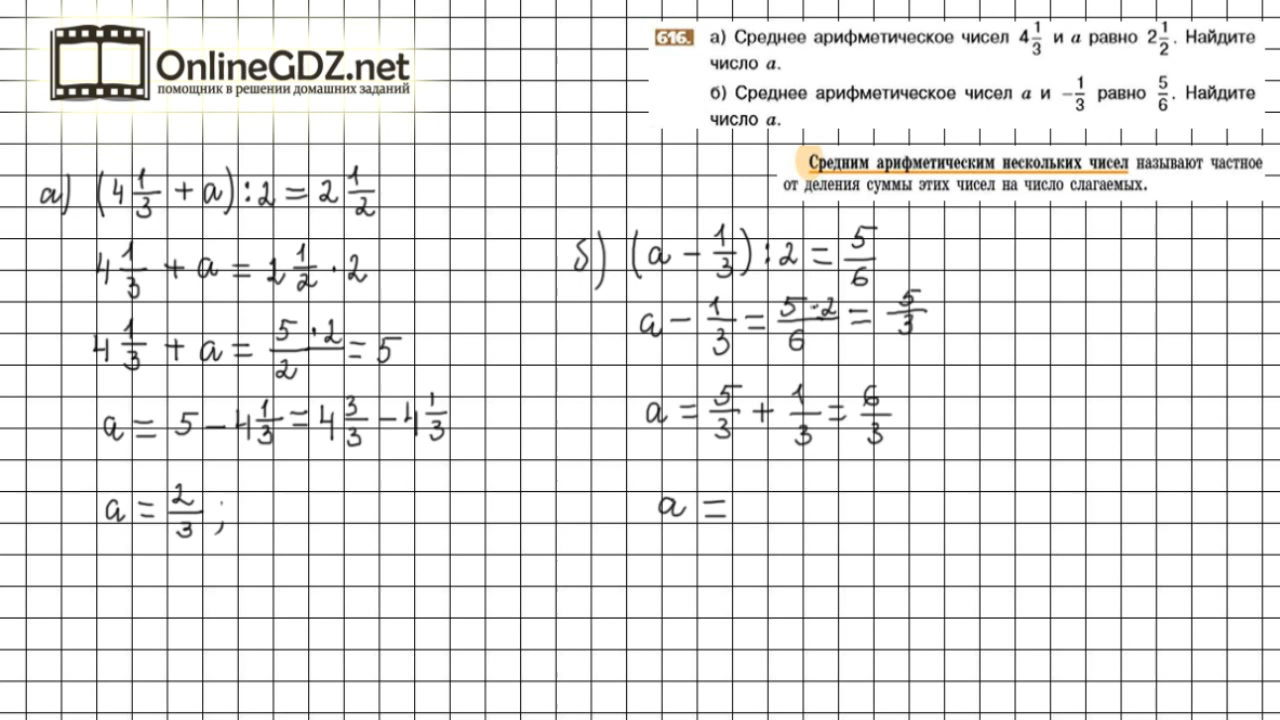 OnlineGDZ.net
помощник в решении домашних заданий
616. а) Среднее арифметическое чисел 4 1/3 и a равно 2 1/2. Найдите
число a.
б) Среднее арифметическое чисел a и −1/3 равно 5/6. Найдите
число a.
Средним арифметическим нескольких чисел называют частное
от деления суммы этих чисел на число слагаемых.
а) (4 1/3 + a) : 2 = 2 1/2
4 1/3 + a = 2 1/2 · 2
4 1/3 + a = 5·2/2 = 5
a = 5 − 4 1/3 = 4 3/3 − 4 1/3
a = 2/3 ;
б) (a − 1/3) : 2 = 5/6
a − 1/3 = 5·2/6 = 5/3
a = 5/3 + 1/3 = 6/3
a =